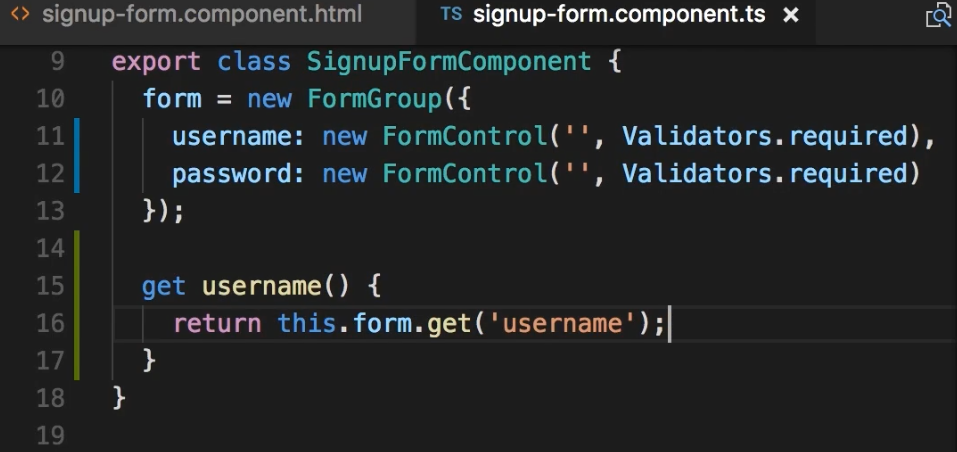 <> signup-form.component.html TS signup-form.component.ts ×
9 export class SignupFormComponent {
10 form = new FormGroup({
11 username: new FormControl('', Validators.required),
12 password: new FormControl('', Validators.required)
13 });
14
15 get username() {
16 return this.form.get('username');
17 }
18 }
19